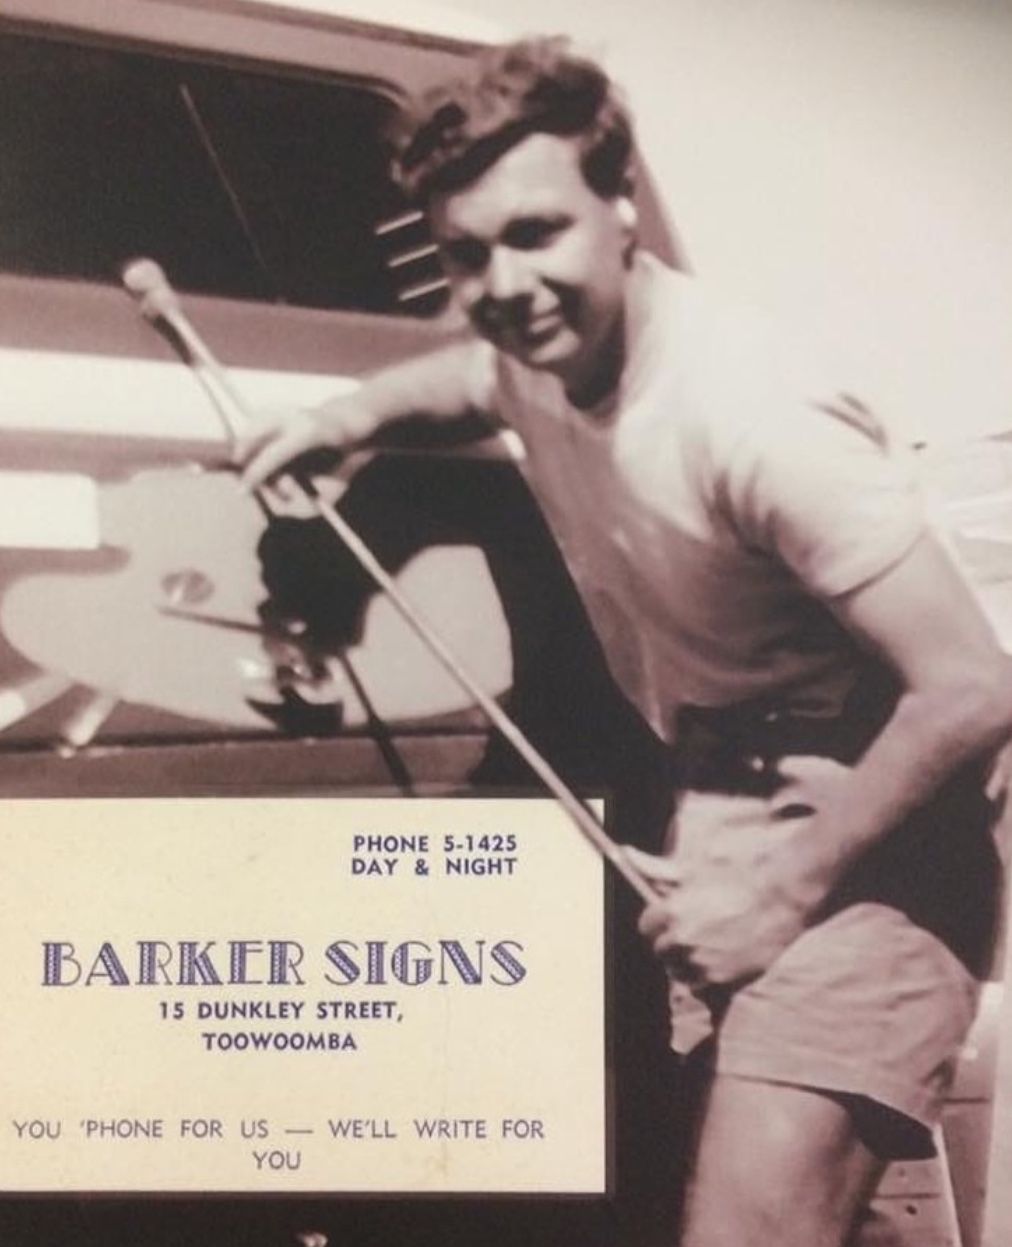 PHONE 5-1425
DAY & NIGHT
BARKER SIGNS
15 DUNKLEY STREET,
TOOWOOMBA
YOU 'PHONE FOR US — WE'LL WRITE FOR
YOU